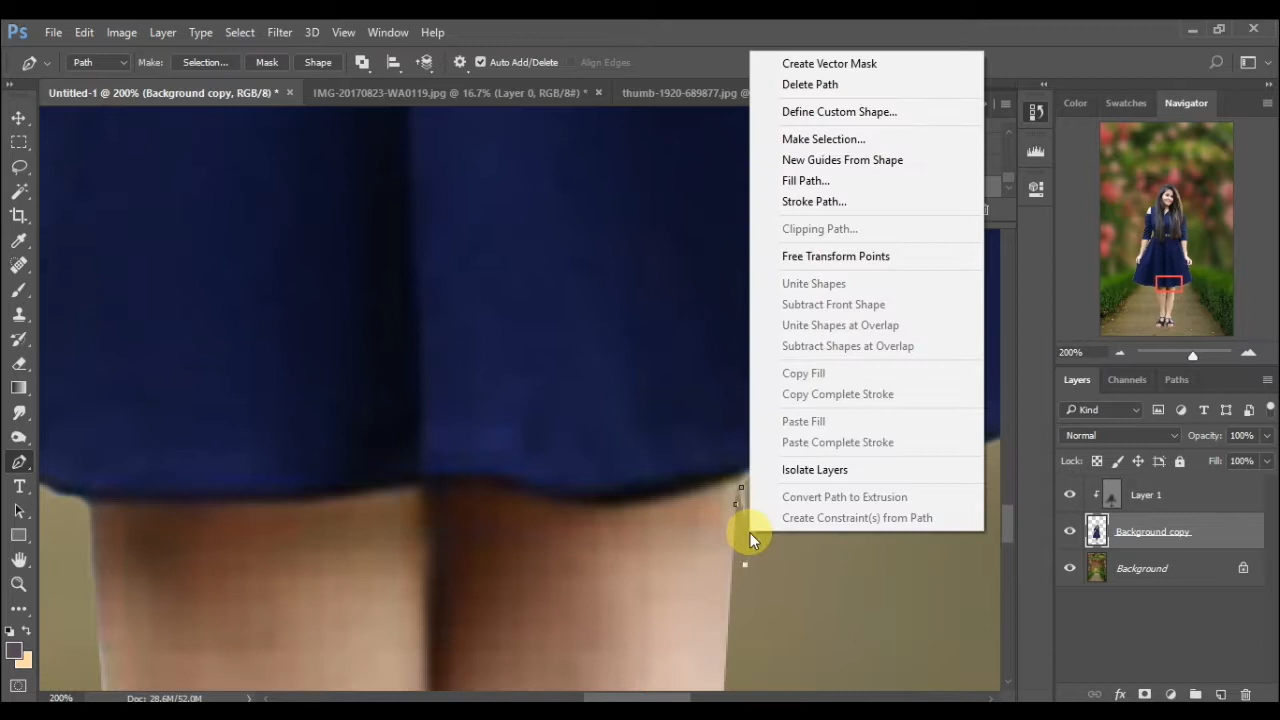 Ps File Edit Image Layer Type Select Filter 3D View Window Help
Path Make: Selection... Mask Shape Auto Add/Delete Align Edges
Untitled-1 @ 200% (Background copy, RGB/8) * × IMG-20170823-WA0119.jpg @ 16.7% (Layer 0, RGB/8#) * × thumb-1920-689877.jpg @
Create Vector Mask
Delete Path
Define Custom Shape...
Make Selection...
New Guides From Shape
Fill Path...
Stroke Path...
Clipping Path...
Free Transform Points
Unite Shapes
Subtract Front Shape
Unite Shapes at Overlap
Subtract Shapes at Overlap
Copy Fill
Copy Complete Stroke
Paste Fill
Paste Complete Stroke
Isolate Layers
Convert Path to Extrusion
Create Constraint(s) from Path
Color Swatches Navigator
200%
Layers Channels Paths
Kind
Normal Opacity: 100%
Lock: Fill: 100%
Layer 1
Background copy
Background
200% Doc: 28.6M/52.0M